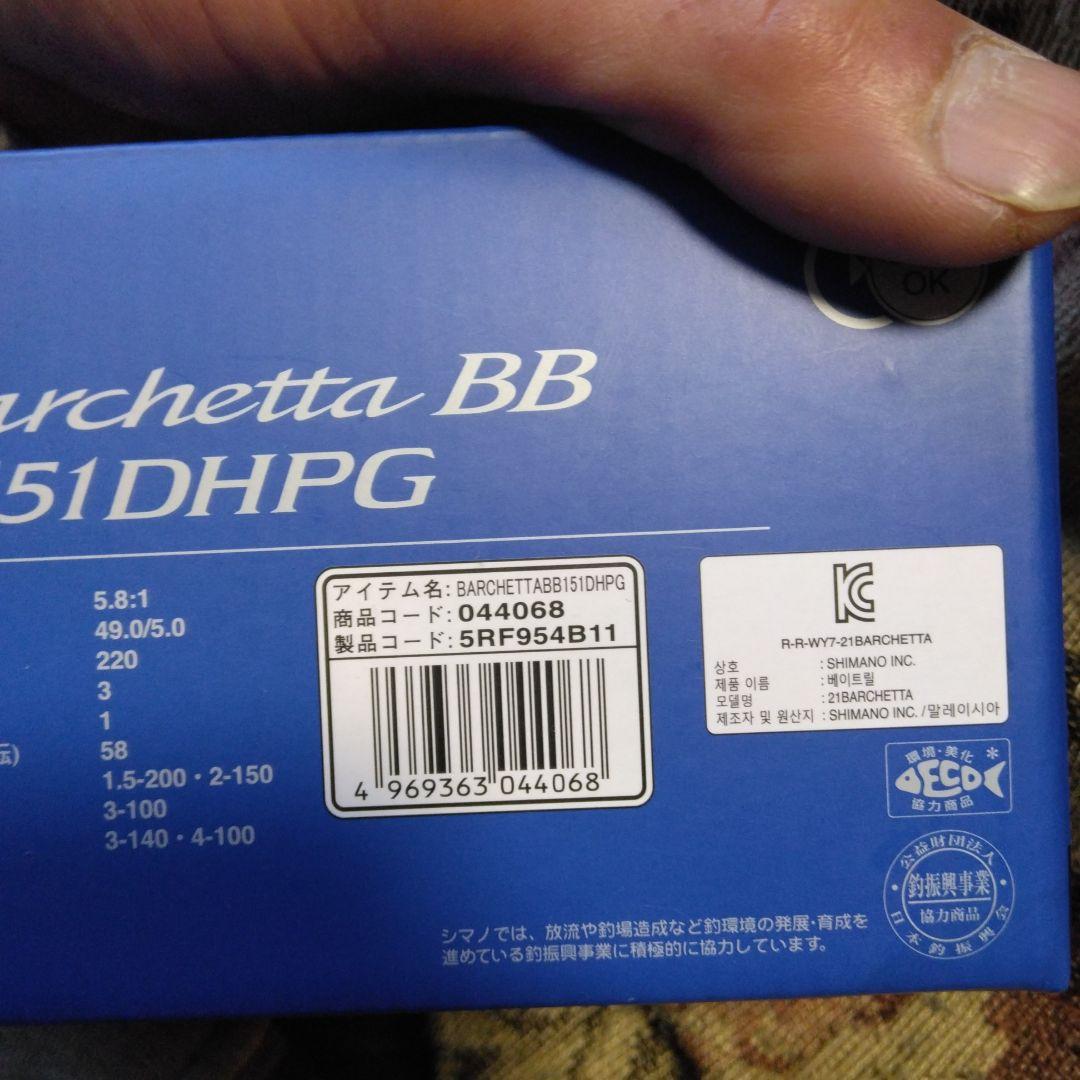 OK
archetta BB
151DHPG
5.8:1
49.0/5.0
220
3
1
転) 58
1.5-200・2-150
3-100
3-140・4-100
アイテム名: BARCHETTABB151DHPG
商品コード: 044068
製品コード: 5RF954B11
4 969363 044068
R-R-WY7-21BARCHETTA
상호 : SHIMANO INC.
제품 이름 : 베이트릴
모델명 : 21BARCHETTA
제조자 및 원산지 : SHIMANO INC. /말레이시아
環境・美化
ECO
協力商品
公益財団法人
釣振興事業
協力商品
日本釣振興会
シマノでは、放流や釣場造成など釣環境の発展・育成を
進めている釣振興事業に積極的に協力しています。